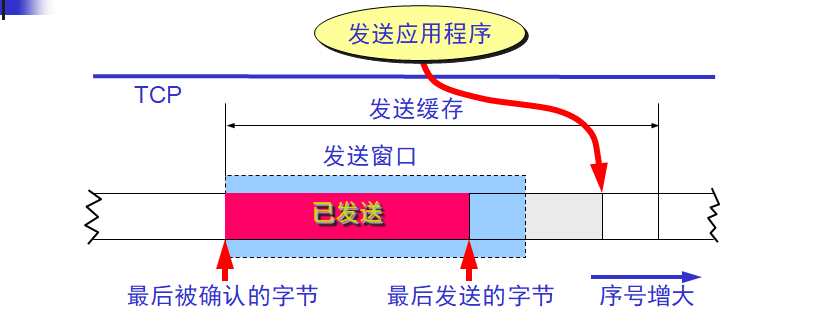 发送应用程序
TCP
发送缓存
发送窗口
已发送
最后被确认的字节
最后发送的字节
序号增大